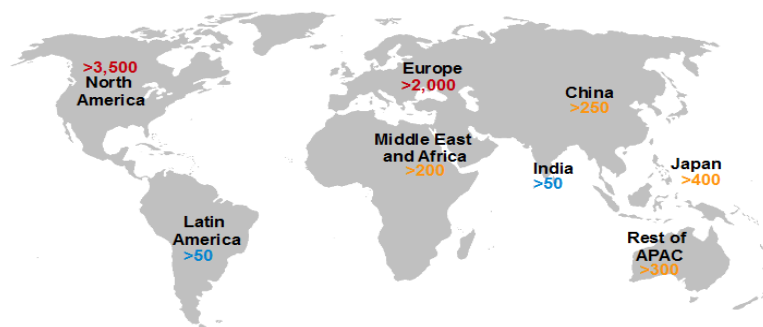 >3,500
North
America
Europe
>2,000
China
>250
Middle East
and Africa
>200
India
>50
Japan
>400
Latin
America
>50
Rest of
APAC
>300